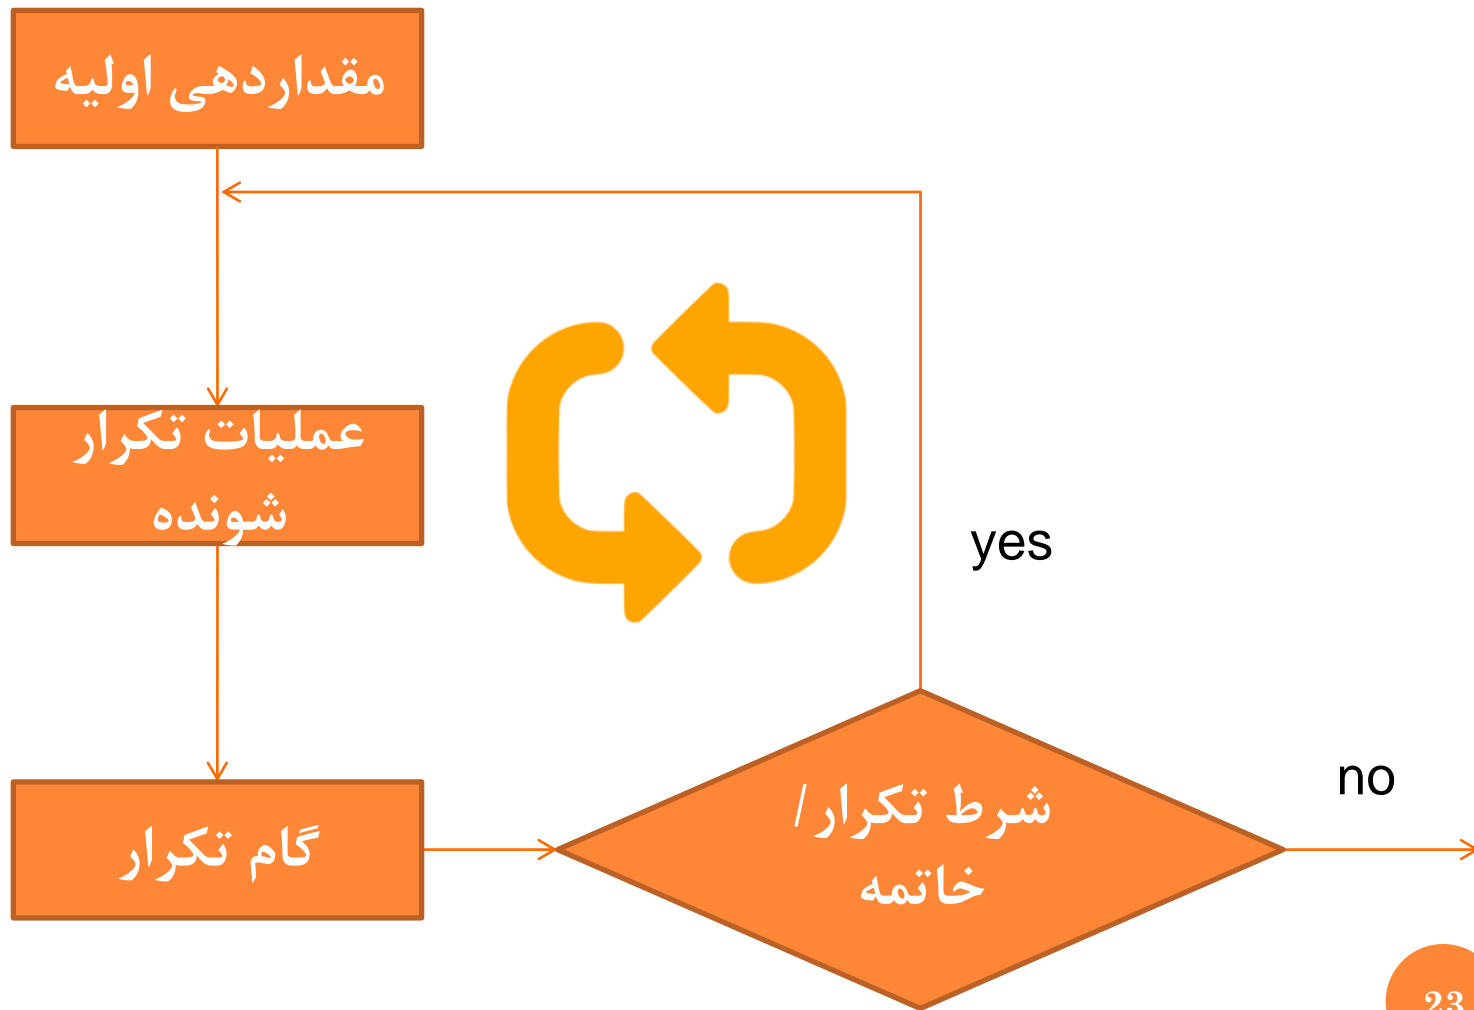 مقداردهی اولیه
عملیات تکرار
شونده
yes
گام تکرار
شرط تکرار/
خاتمه
no
23